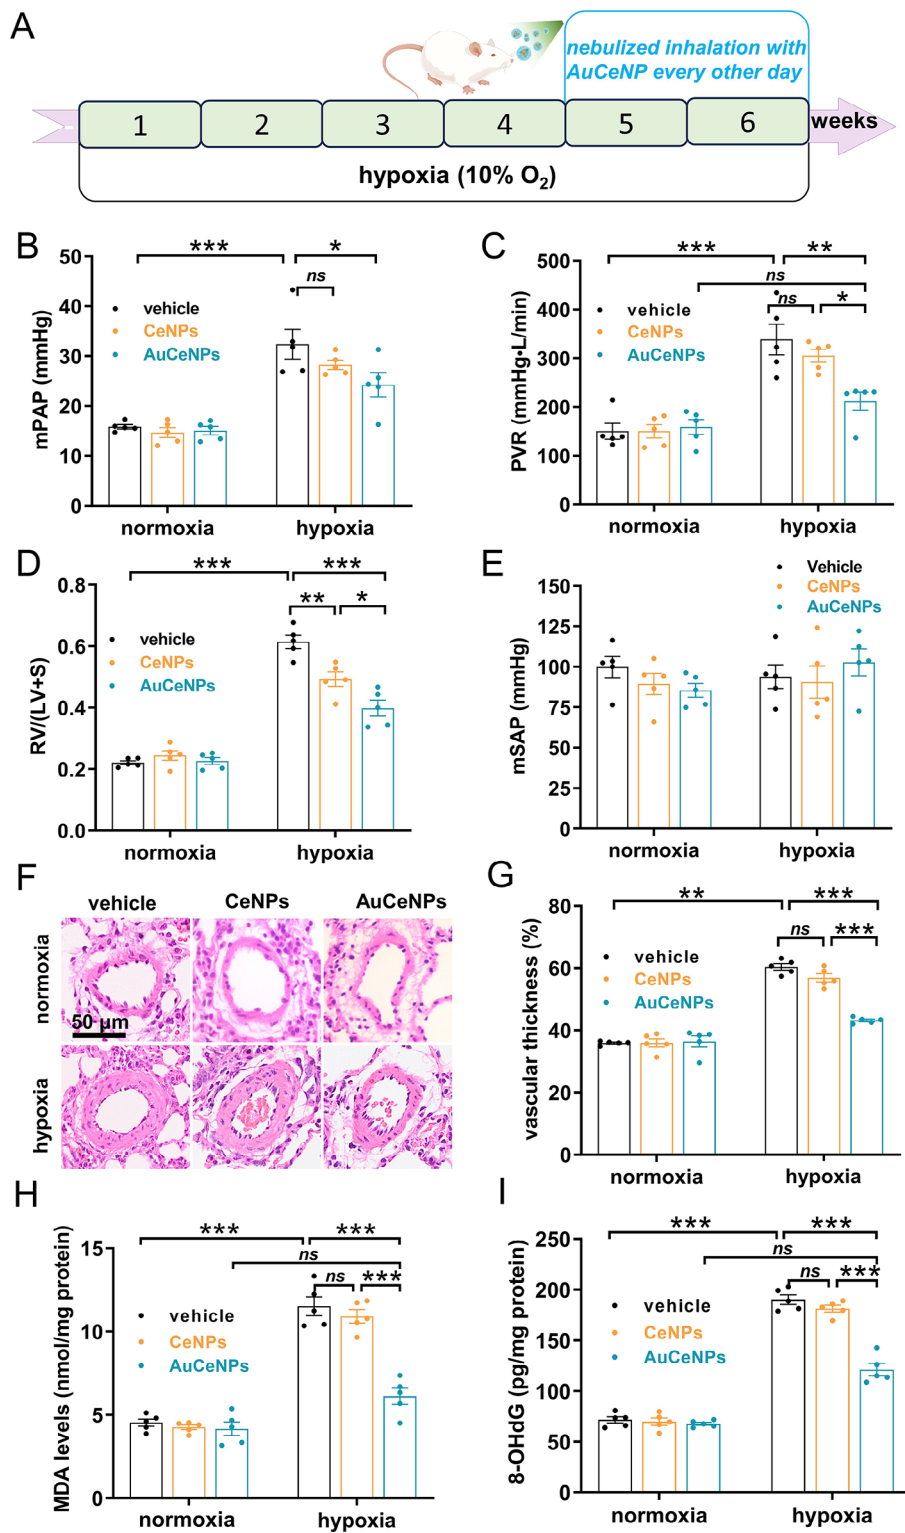 A
nebulized inhalation with
AuCeNP every other day
1 2 3 4 5 6 weeks
hypoxia (10% O₂)
B
mPAP (mmHg)
50
40
30
20
10
0
*** *
ns
vehicle
CeNPs
AuCeNPs
normoxia hypoxia
C
PVR (mmHg•L/min)
500
400
300
200
100
0
*** **
ns
ns *
vehicle
CeNPs
AuCeNPs
normoxia hypoxia
D
RV/(LV+S)
0.8
0.6
0.4
0.2
0.0
*** ***
** *
vehicle
CeNPs
AuCeNPs
normoxia hypoxia
E
mSAP (mmHg)
150
125
100
75
50
25
0
Vehicle
CeNPs
AuCeNPs
normoxia hypoxia
F
vehicle CeNPs AuCeNPs
normoxia
50 μm
hypoxia
G
vascular thickness (%)
80
60
40
20
0
** ***
ns ***
vehicle
CeNPs
AuCeNPs
normoxia hypoxia
H
MDA levels (nmol/mg protein)
15
10
5
0
*** ***
ns
ns ***
vehicle
CeNPs
AuCeNPs
normoxia hypoxia
I
8-OHdG (pg/mg protein)
250
200
150
100
50
0
*** ***
ns
ns ***
vehicle
CeNPs
AuCeNPs
normoxia hypoxia